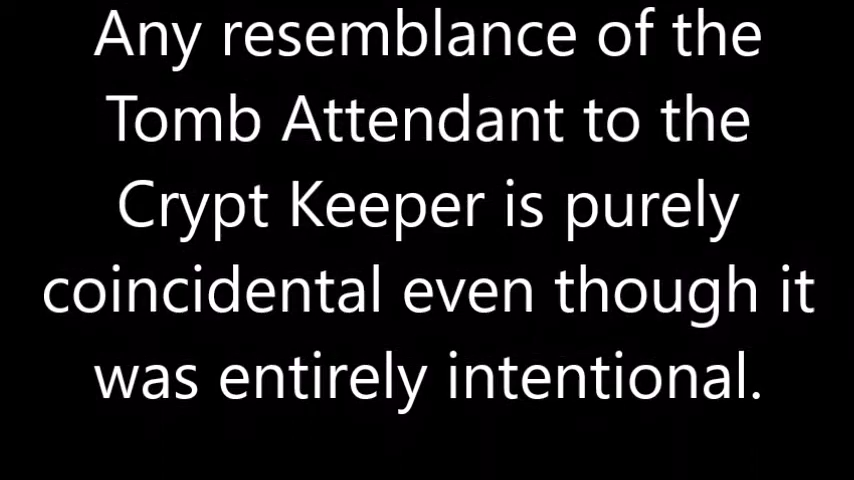 Any resemblance of the
Tomb Attendant to the
Crypt Keeper is purely
coincidental even though it
was entirely intentional.